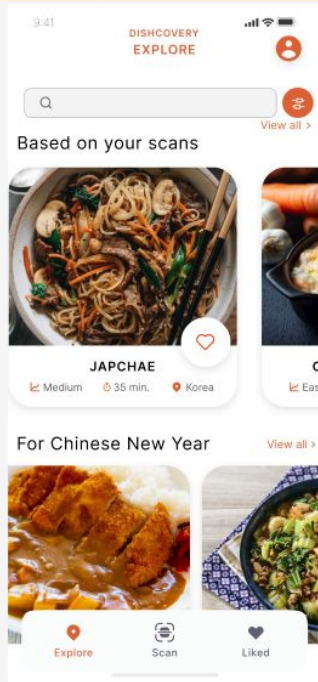 9:41
DISHCOVERY
EXPLORE
View all >
Based on your scans
JAPCHAE
Medium 35 min. Korea
For Chinese New Year
View all >
Explore Scan Liked